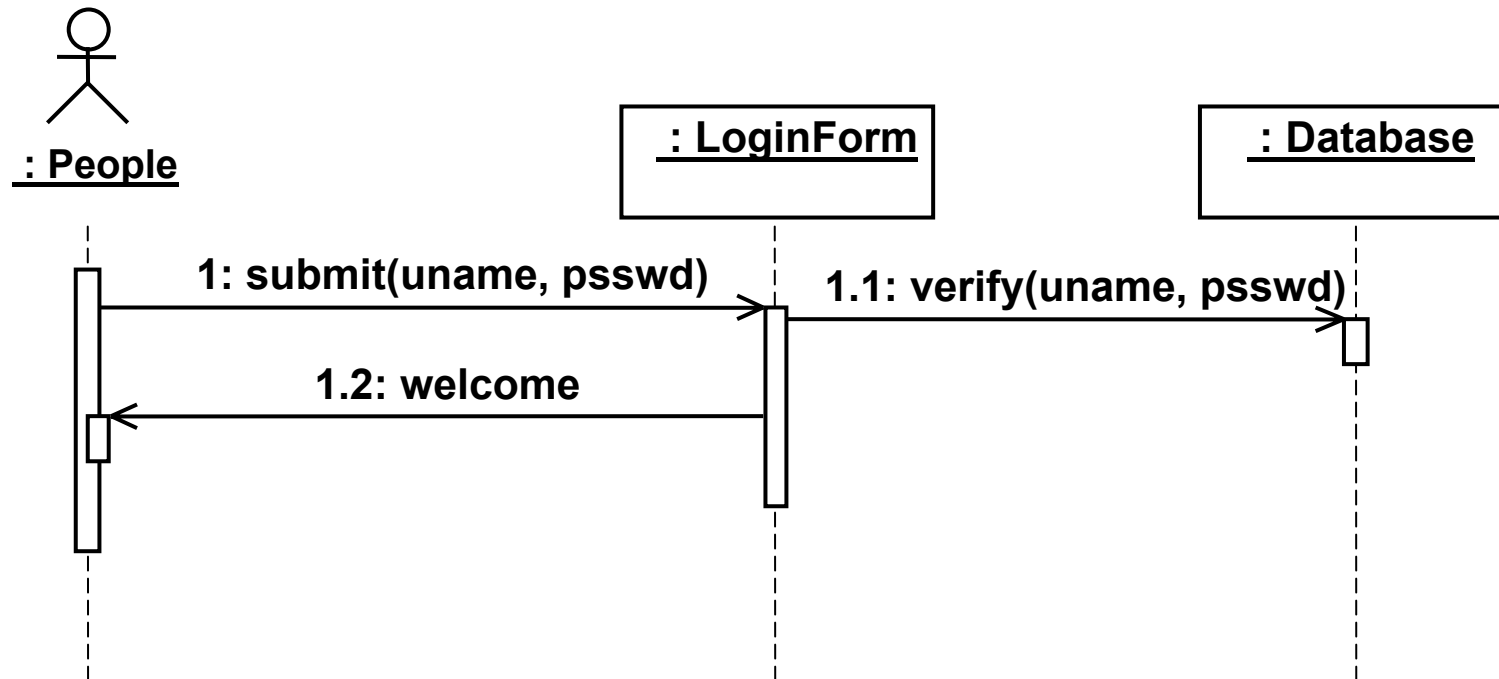 : People
: LoginForm
: Database
1: submit(uname, psswd)
1.1: verify(uname, psswd)
1.2: welcome